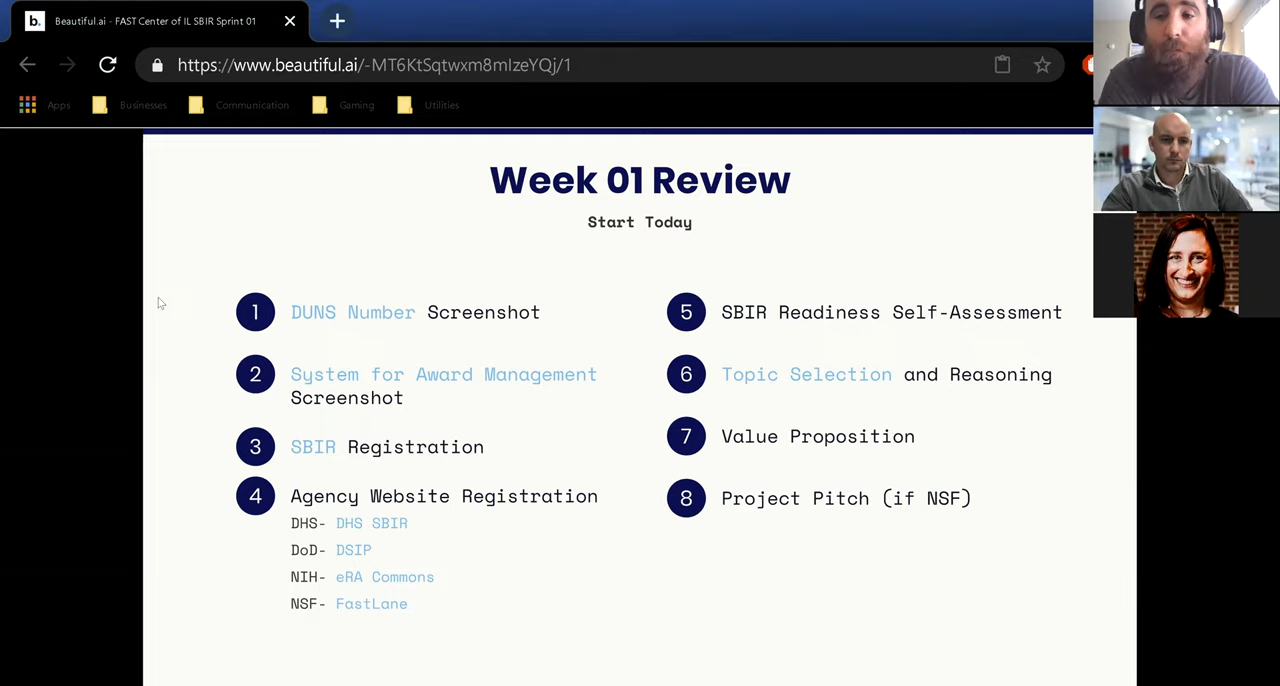 b.
Beautiful.ai - FAST Center of IL SBIR Sprint 01
https://www.beautiful.ai/-MT6KtSqtwxm8mIzeYQj/1
Apps Businesses Communication Gaming Utilities
Week 01 Review
Start Today
1 DUNS Number Screenshot
2 System for Award Management
Screenshot
3 SBIR Registration
4 Agency Website Registration
DHS- DHS SBIR
DoD- DSIP
NIH- eRA Commons
NSF- FastLane
5 SBIR Readiness Self-Assessment
6 Topic Selection and Reasoning
7 Value Proposition
8 Project Pitch (if NSF)